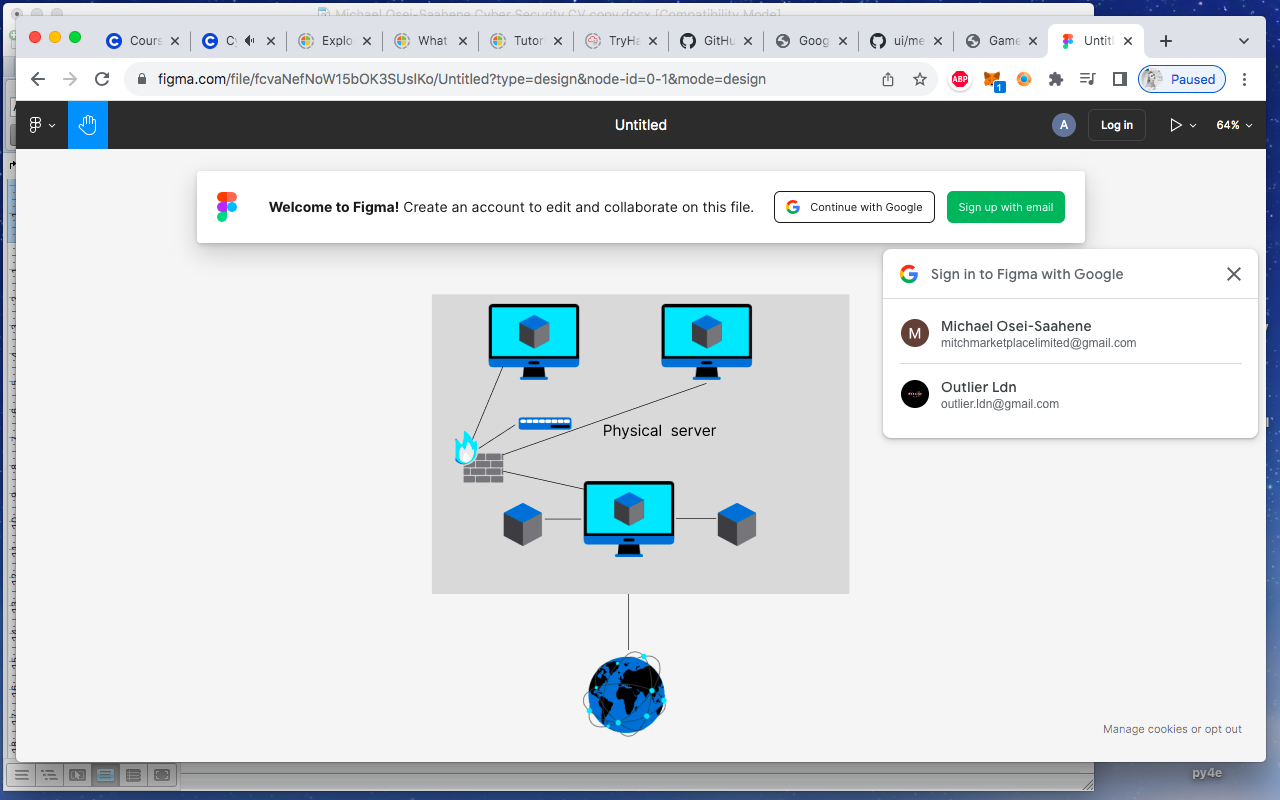 Michael Osei-Saahene Cyber Security CV copy.docx [Compatibility Mode]
Cours
Cy
Explo
What
Tutor
TryHa
GitHu
Goog
ui/me
Game
Untitl
figma.com/file/fcvaNefNoW15bOK3SUslKo/Untitled?type=design&node-id=0-1&mode=design
ABP
1
Paused
Untitled
A
Log in
64%
Welcome to Figma! Create an account to edit and collaborate on this file.
Continue with Google
Sign up with email
Sign in to Figma with Google
M
Michael Osei-Saahene
mitchmarketplacelimited@gmail.com
Outlier Ldn
outlier.ldn@gmail.com
Physical server
Manage cookies or opt out
py4e